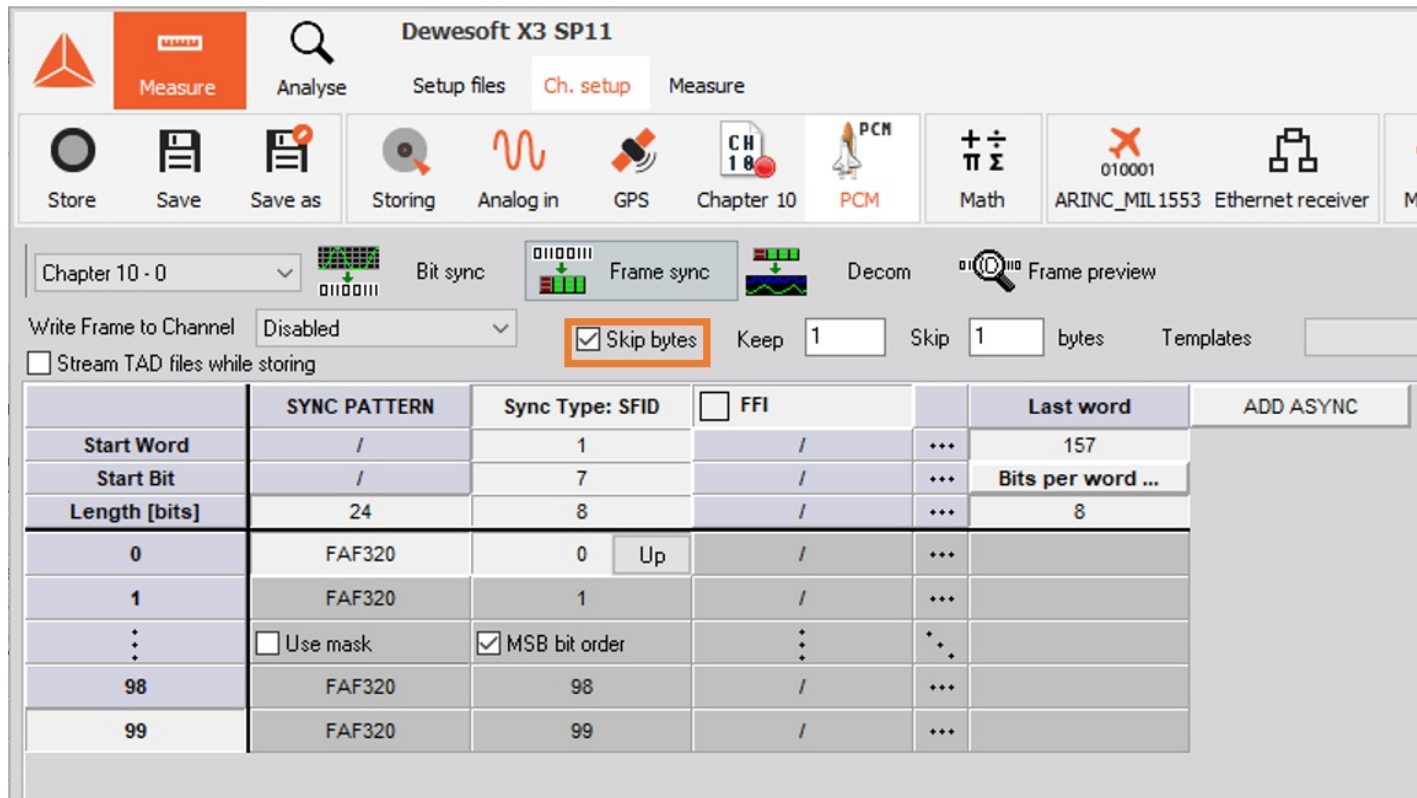 Dewesoft X3 SP11
Measure Analyse Setup files Ch. setup Measure
CH 10 PCM 010001
Store Save Save as Storing Analog in GPS Chapter 10 PCM Math ARINC_MIL1553 Ethernet receiver M
+ ÷ π Σ
Chapter 10 - 0 01100111 Bit sync 01100111 Frame sync Decom Frame preview
Write Frame to Channel Disabled Skip bytes Keep 1 Skip 1 bytes Templates
Stream TAD files while storing
SYNC PATTERN Sync Type: SFID FFI Last word ADD ASYNC
Start Word / 1 / ... 157
Start Bit / 7 / ... Bits per word ...
Length [bits] 24 8 / ... 8
0 FAF320 0 Up / ...
1 FAF320 1 / ...
Use mask MSB bit order
98 FAF320 98 / ...
99 FAF320 99 / ...